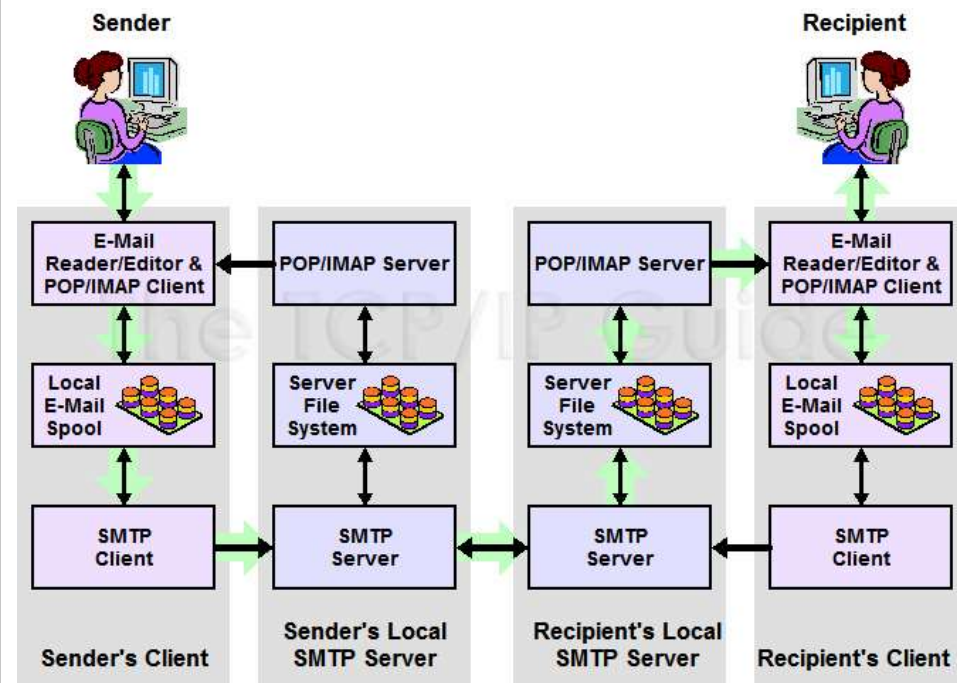 Sender
Recipient
E-Mail
Reader/Editor &
POP/IMAP Client
POP/IMAP Server
POP/IMAP Server
E-Mail
Reader/Editor &
POP/IMAP Client
The TCP/IP Guide
Local
E-Mail
Spool
Server
File
System
Server
File
System
Local
E-Mail
Spool
SMTP
Client
SMTP
Server
SMTP
Server
SMTP
Client
Sender's Client
Sender's Local
SMTP Server
Recipient's Local
SMTP Server
Recipient's Client